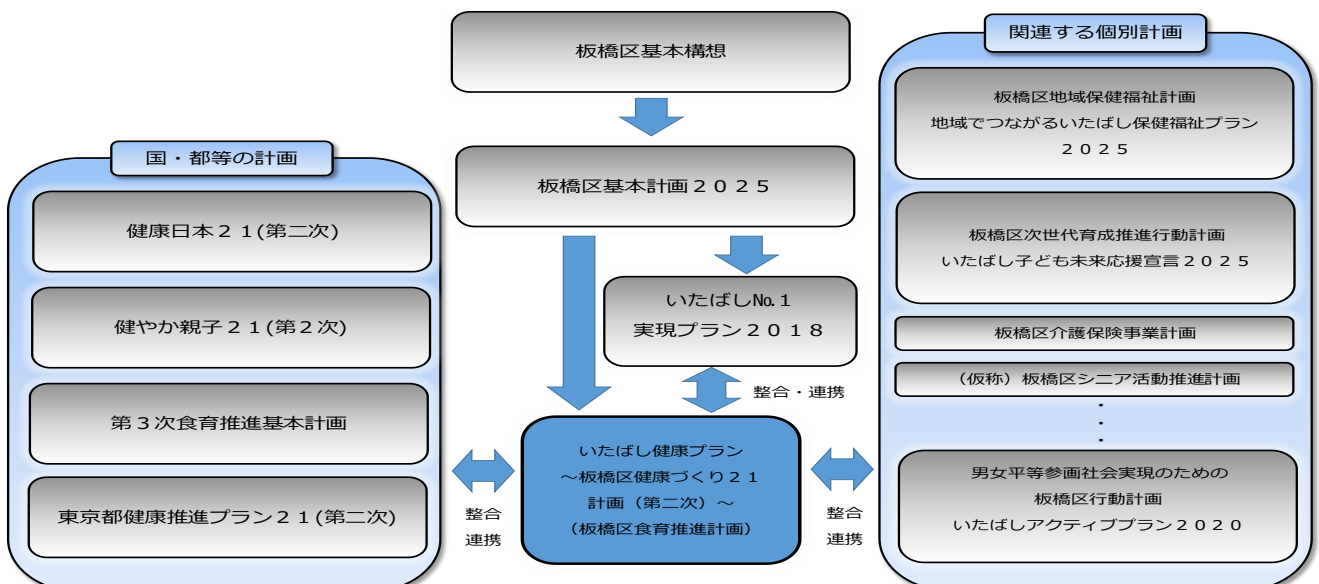 板橋区基本構想
板橋区基本計画２０２５
いたばし№１
実現プラン２０１８
整合・連携
いたばし健康プラン
～板橋区健康づくり２１
計画（第二次）～
（板橋区食育推進計画）
整合
連携
整合
連携
国・都等の計画
健康日本２１(第二次)
健やか親子２１(第２次)
第３次食育推進基本計画
東京都健康推進プラン２１(第二次)
関連する個別計画
板橋区地域保健福祉計画
地域でつながるいたばし保健福祉プラン
２０２５
板橋区次世代育成推進行動計画
いたばし子ども未来応援宣言２０２５
板橋区介護保険事業計画
（仮称）板橋区シニア活動推進計画
・
・
・
男女平等参画社会実現のための
板橋区行動計画
いたばしアクティブプラン２０２０